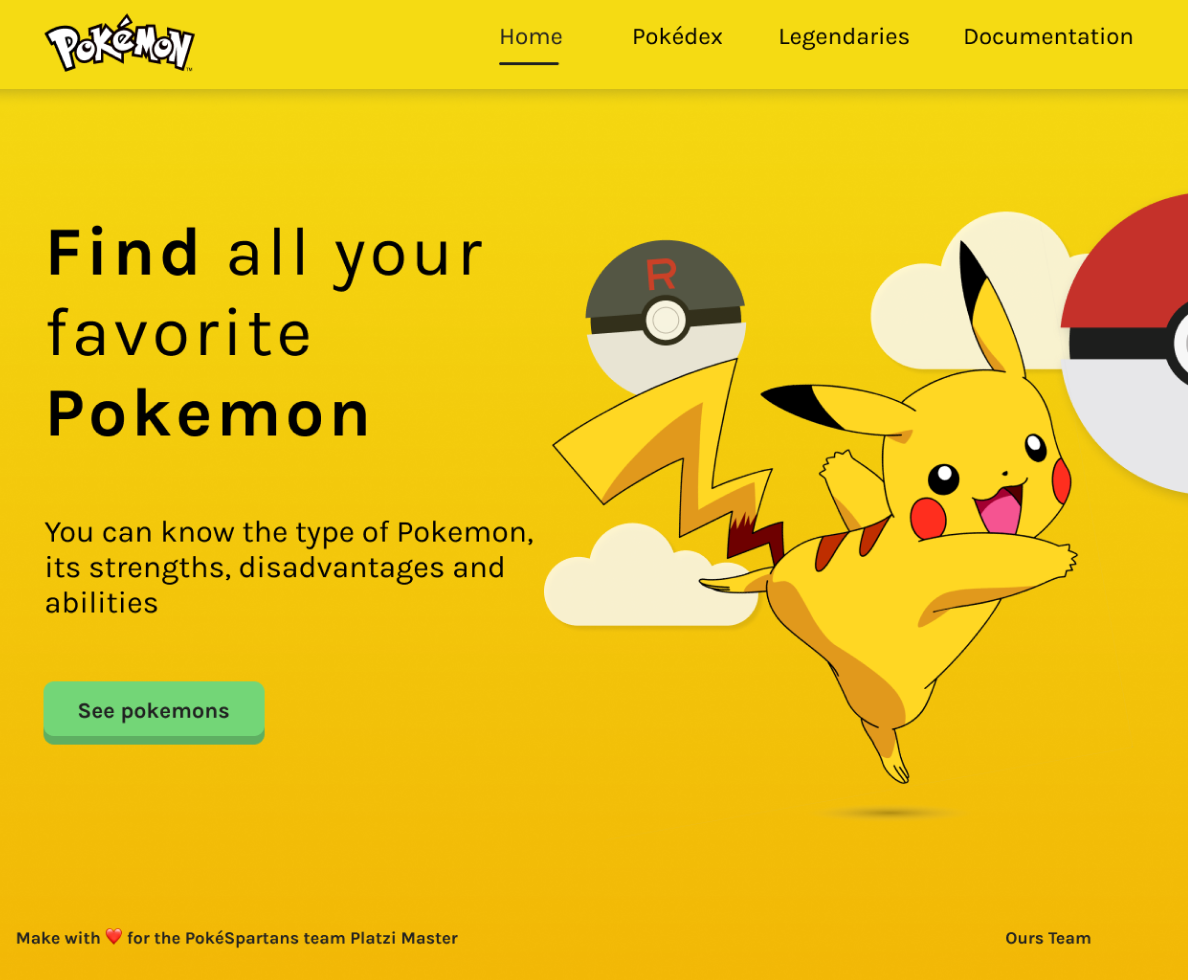 POKéMON
TM
Home Pokédex Legendaries Documentation
Find all your
favorite
Pokemon
R
You can know the type of Pokemon,
its strengths, disadvantages and
abilities
See pokemons
Make with ❤️ for the PokéSpartans team Platzi Master
Ours Team